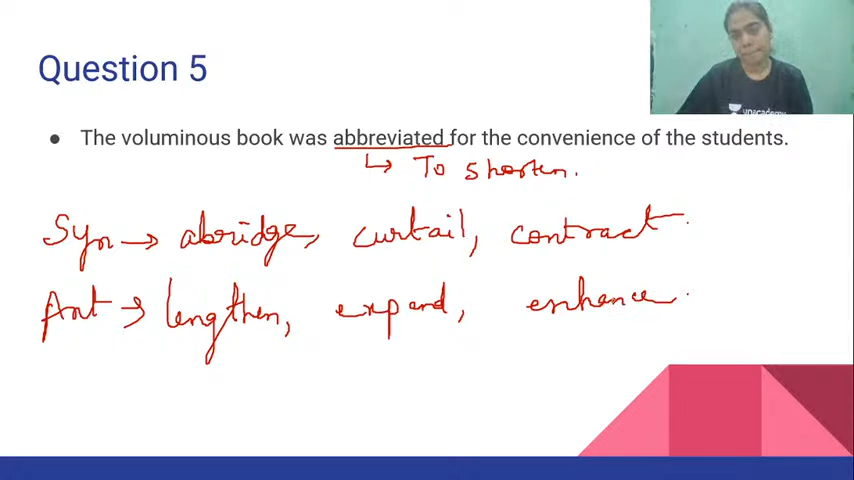 Question 5
unacademy
● The voluminous book was abbreviated for the convenience of the students.
↳ To shorten.
Syn → abridge, curtail, contract.
Ant → lengthen, expand, enhance.